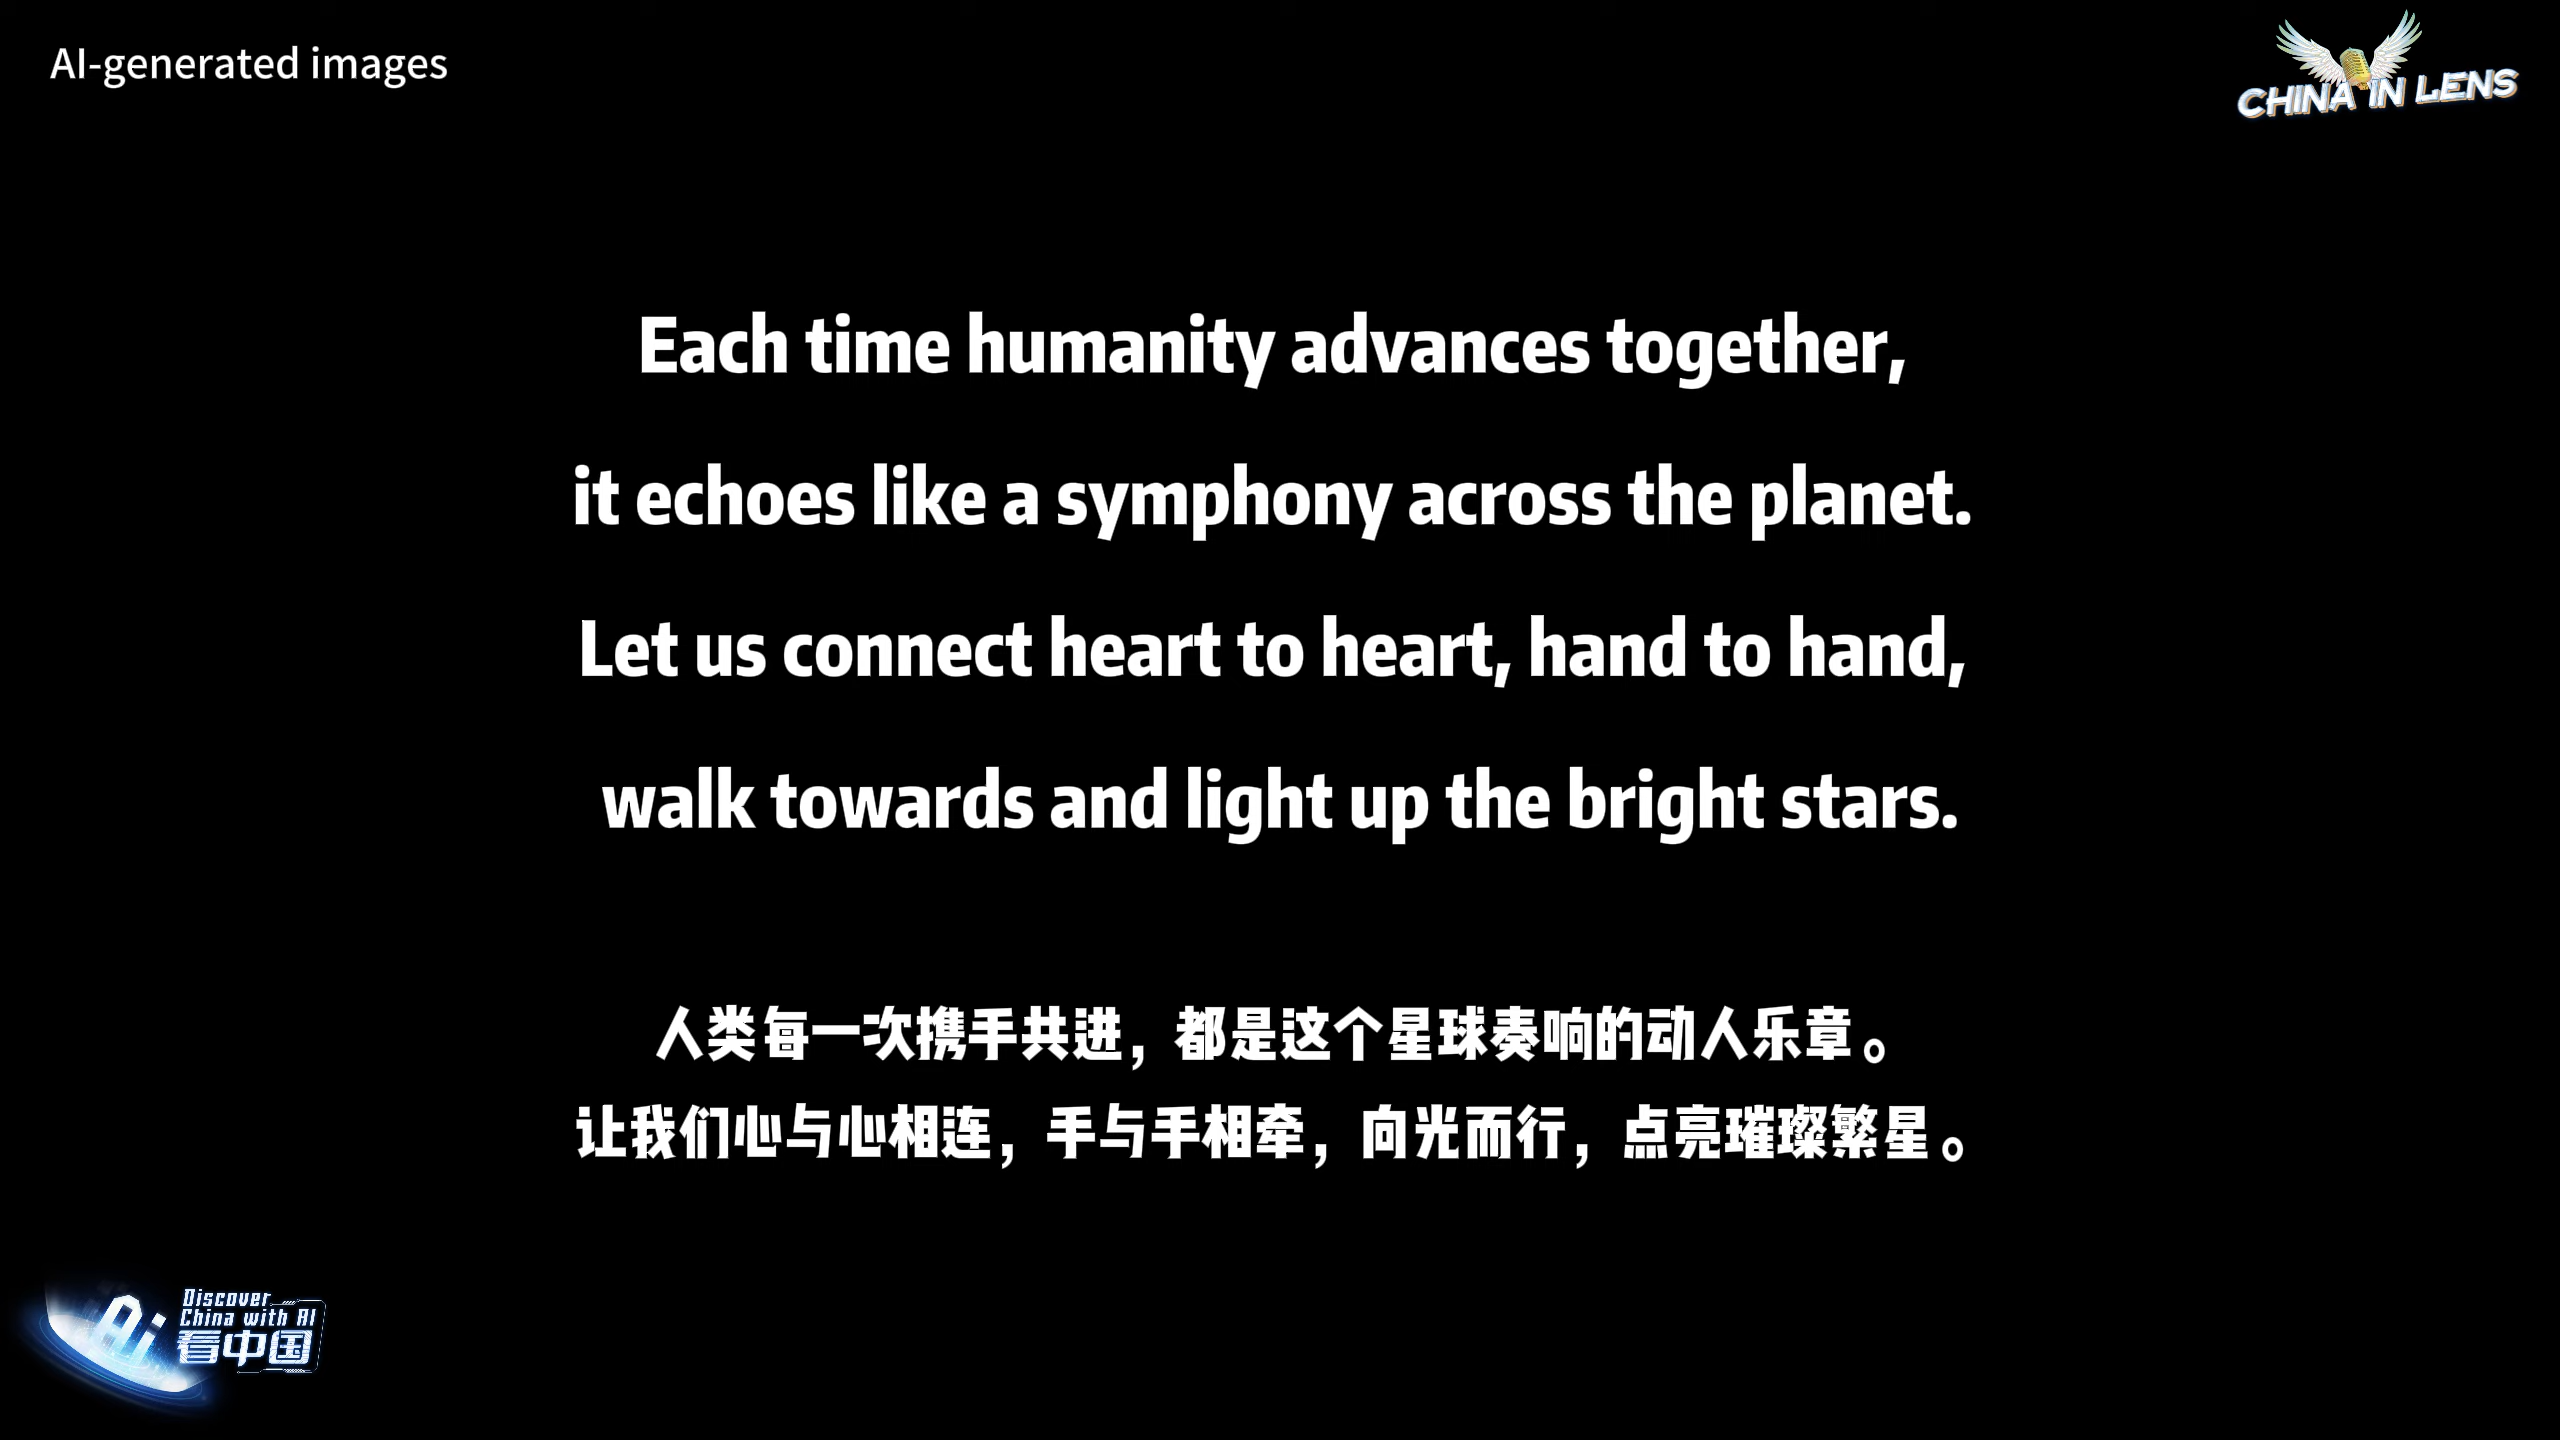 AI-generated images
CHINA IN LENS
Each time humanity advances together,
it echoes like a symphony across the planet.
Let us connect heart to heart, hand to hand,
walk towards and light up the bright stars.
人类每一次携手共进，都是这个星球奏响的动人乐章。
让我们心与心相连，手与手相牵，向光而行，点亮璀璨繁星。
Ai
Discover
China with AI
看中国